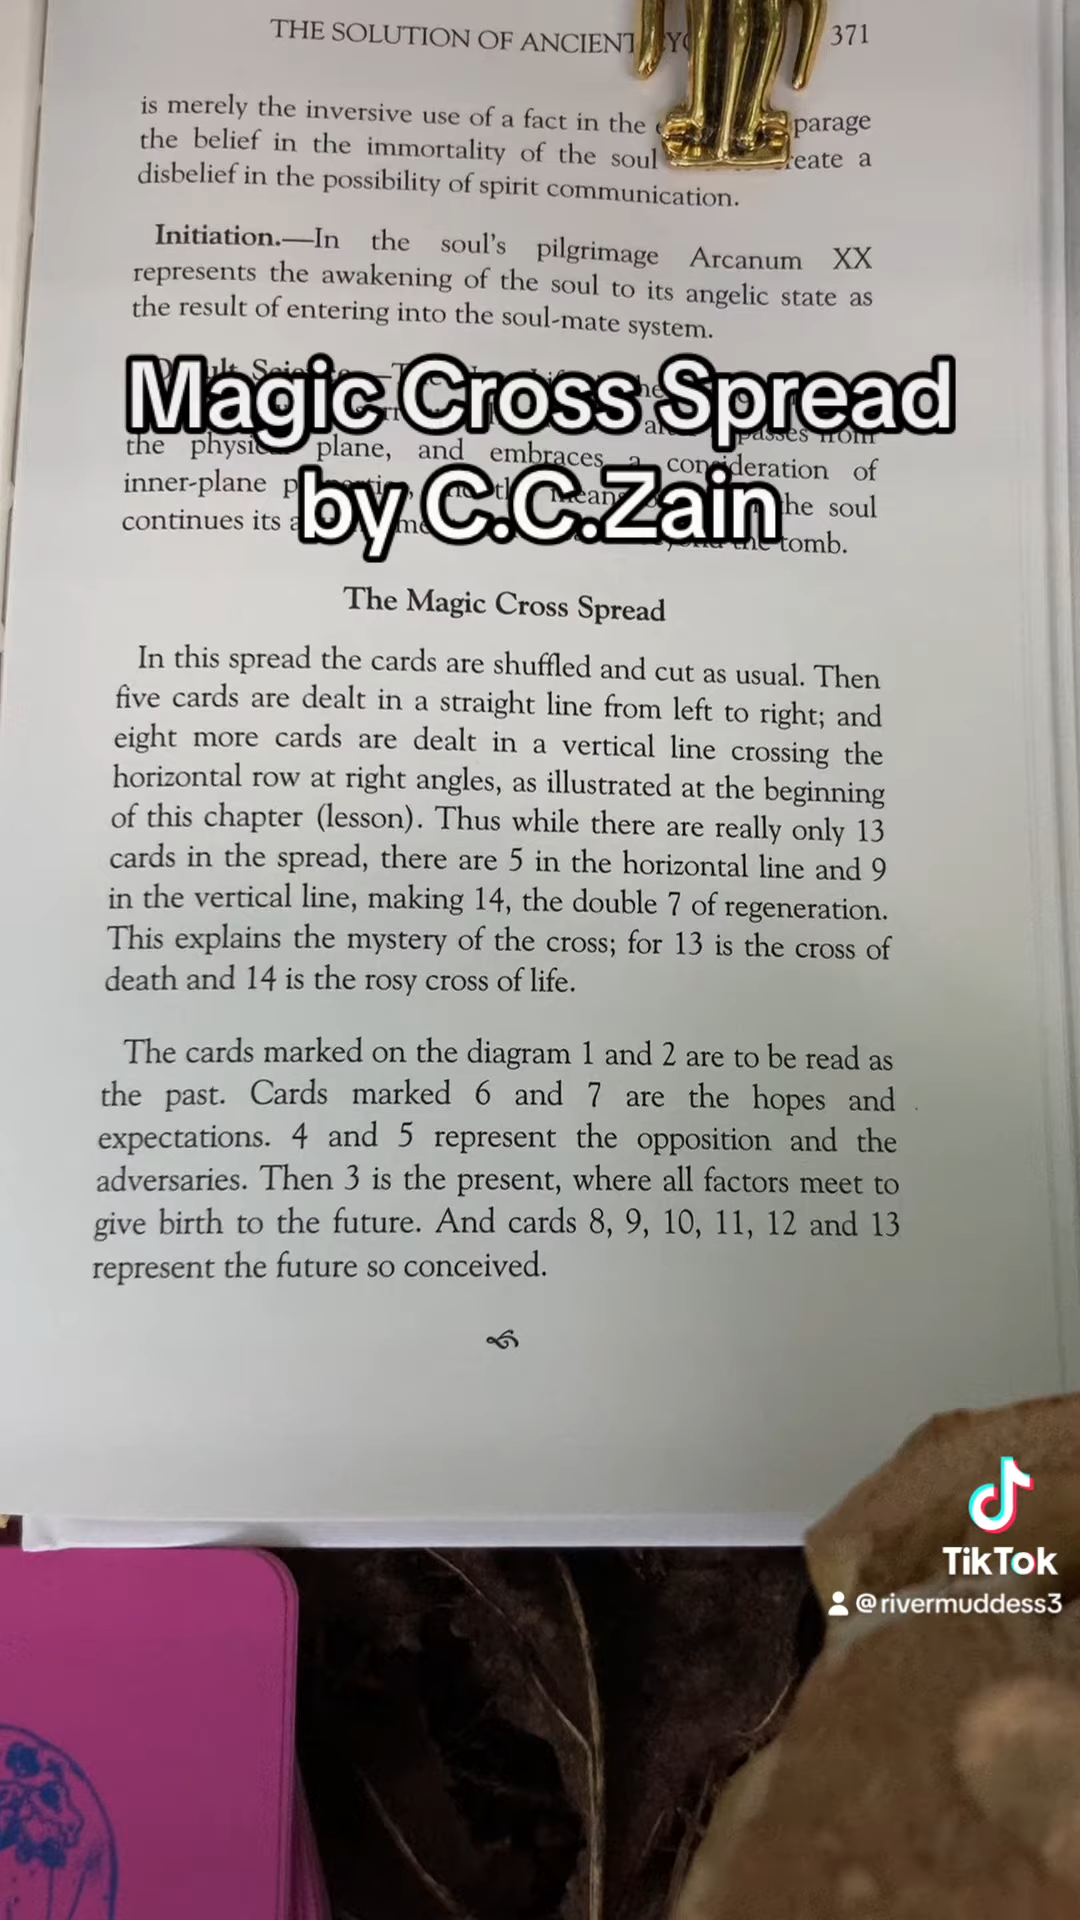 THE SOLUTION OF ANCIENT CYC
371
is merely the inversive use of a fact in the parage
the belief in the immortality of the soul reate a
disbelief in the possibility of spirit communication.
Initiation.—In the soul's pilgrimage Arcanum XX
represents the awakening of the soul to its angelic state as
the result of entering into the soul-mate system.
Magic Cross Spread
by C.C.Zain
the plane, and embraces a consideration of
inner-plane the soul
continues its tomb.
The Magic Cross Spread
In this spread the cards are shuffled and cut as usual. Then
five cards are dealt in a straight line from left to right; and
eight more cards are dealt in a vertical line crossing the
horizontal row at right angles, as illustrated at the beginning
of this chapter (lesson). Thus while there are really only 13
cards in the spread, there are 5 in the horizontal line and 9
in the vertical line, making 14, the double 7 of regeneration.
This explains the mystery of the cross; for 13 is the cross of
death and 14 is the rosy cross of life.
The cards marked on the diagram 1 and 2 are to be read as
the past. Cards marked 6 and 7 are the hopes and
expectations. 4 and 5 represent the opposition and the
adversaries. Then 3 is the present, where all factors meet to
give birth to the future. And cards 8, 9, 10, 11, 12 and 13
represent the future so conceived.
TikTok
@rivermuddess3